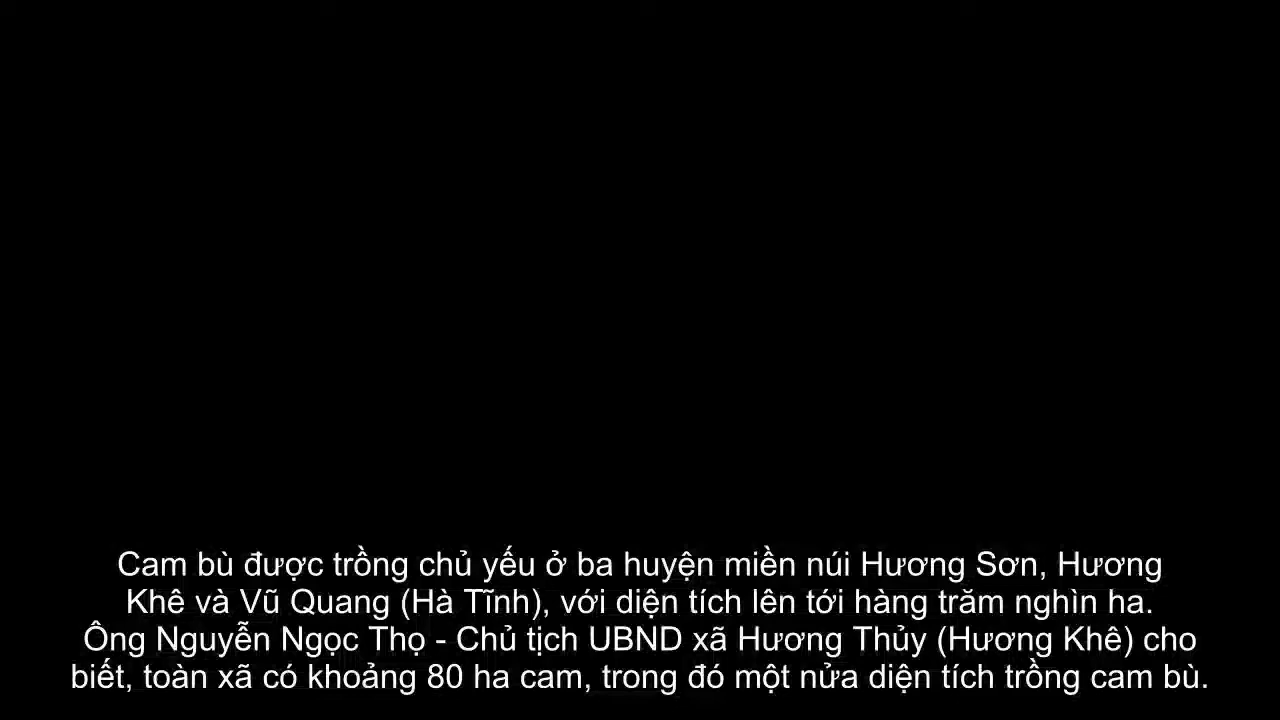 Cam bù được trồng chủ yếu ở ba huyện miền núi Hương Sơn, Hương
Khê và Vũ Quang (Hà Tĩnh), với diện tích lên tới hàng trăm nghìn ha.
Ông Nguyễn Ngọc Thọ - Chủ tịch UBND xã Hương Thủy (Hương Khê) cho
biết, toàn xã có khoảng 80 ha cam, trong đó một nửa diện tích trồng cam bù.